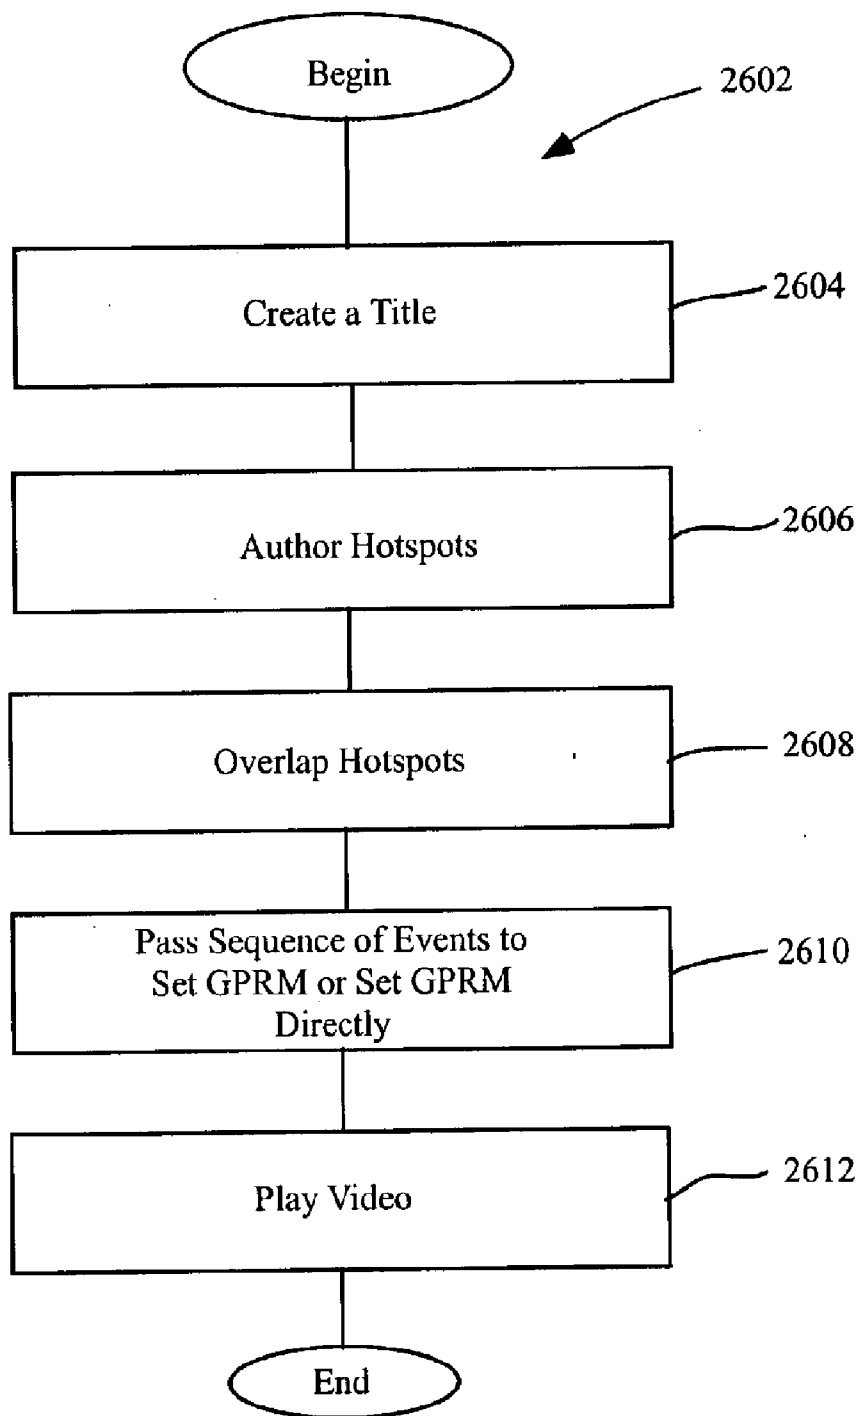 Begin
2602
Create a Title
2604
Author Hotspots
2606
Overlap Hotspots
2608
Pass Sequence of Events to
Set GPRM or Set GPRM
Directly
2610
Play Video
2612
End